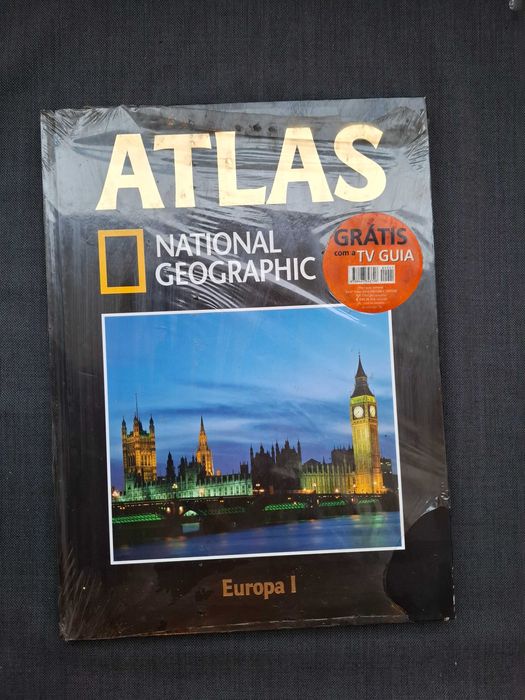 ATLAS
NATIONAL
GEOGRAPHIC
GRÁTIS
com a TV GUIA
Europa I